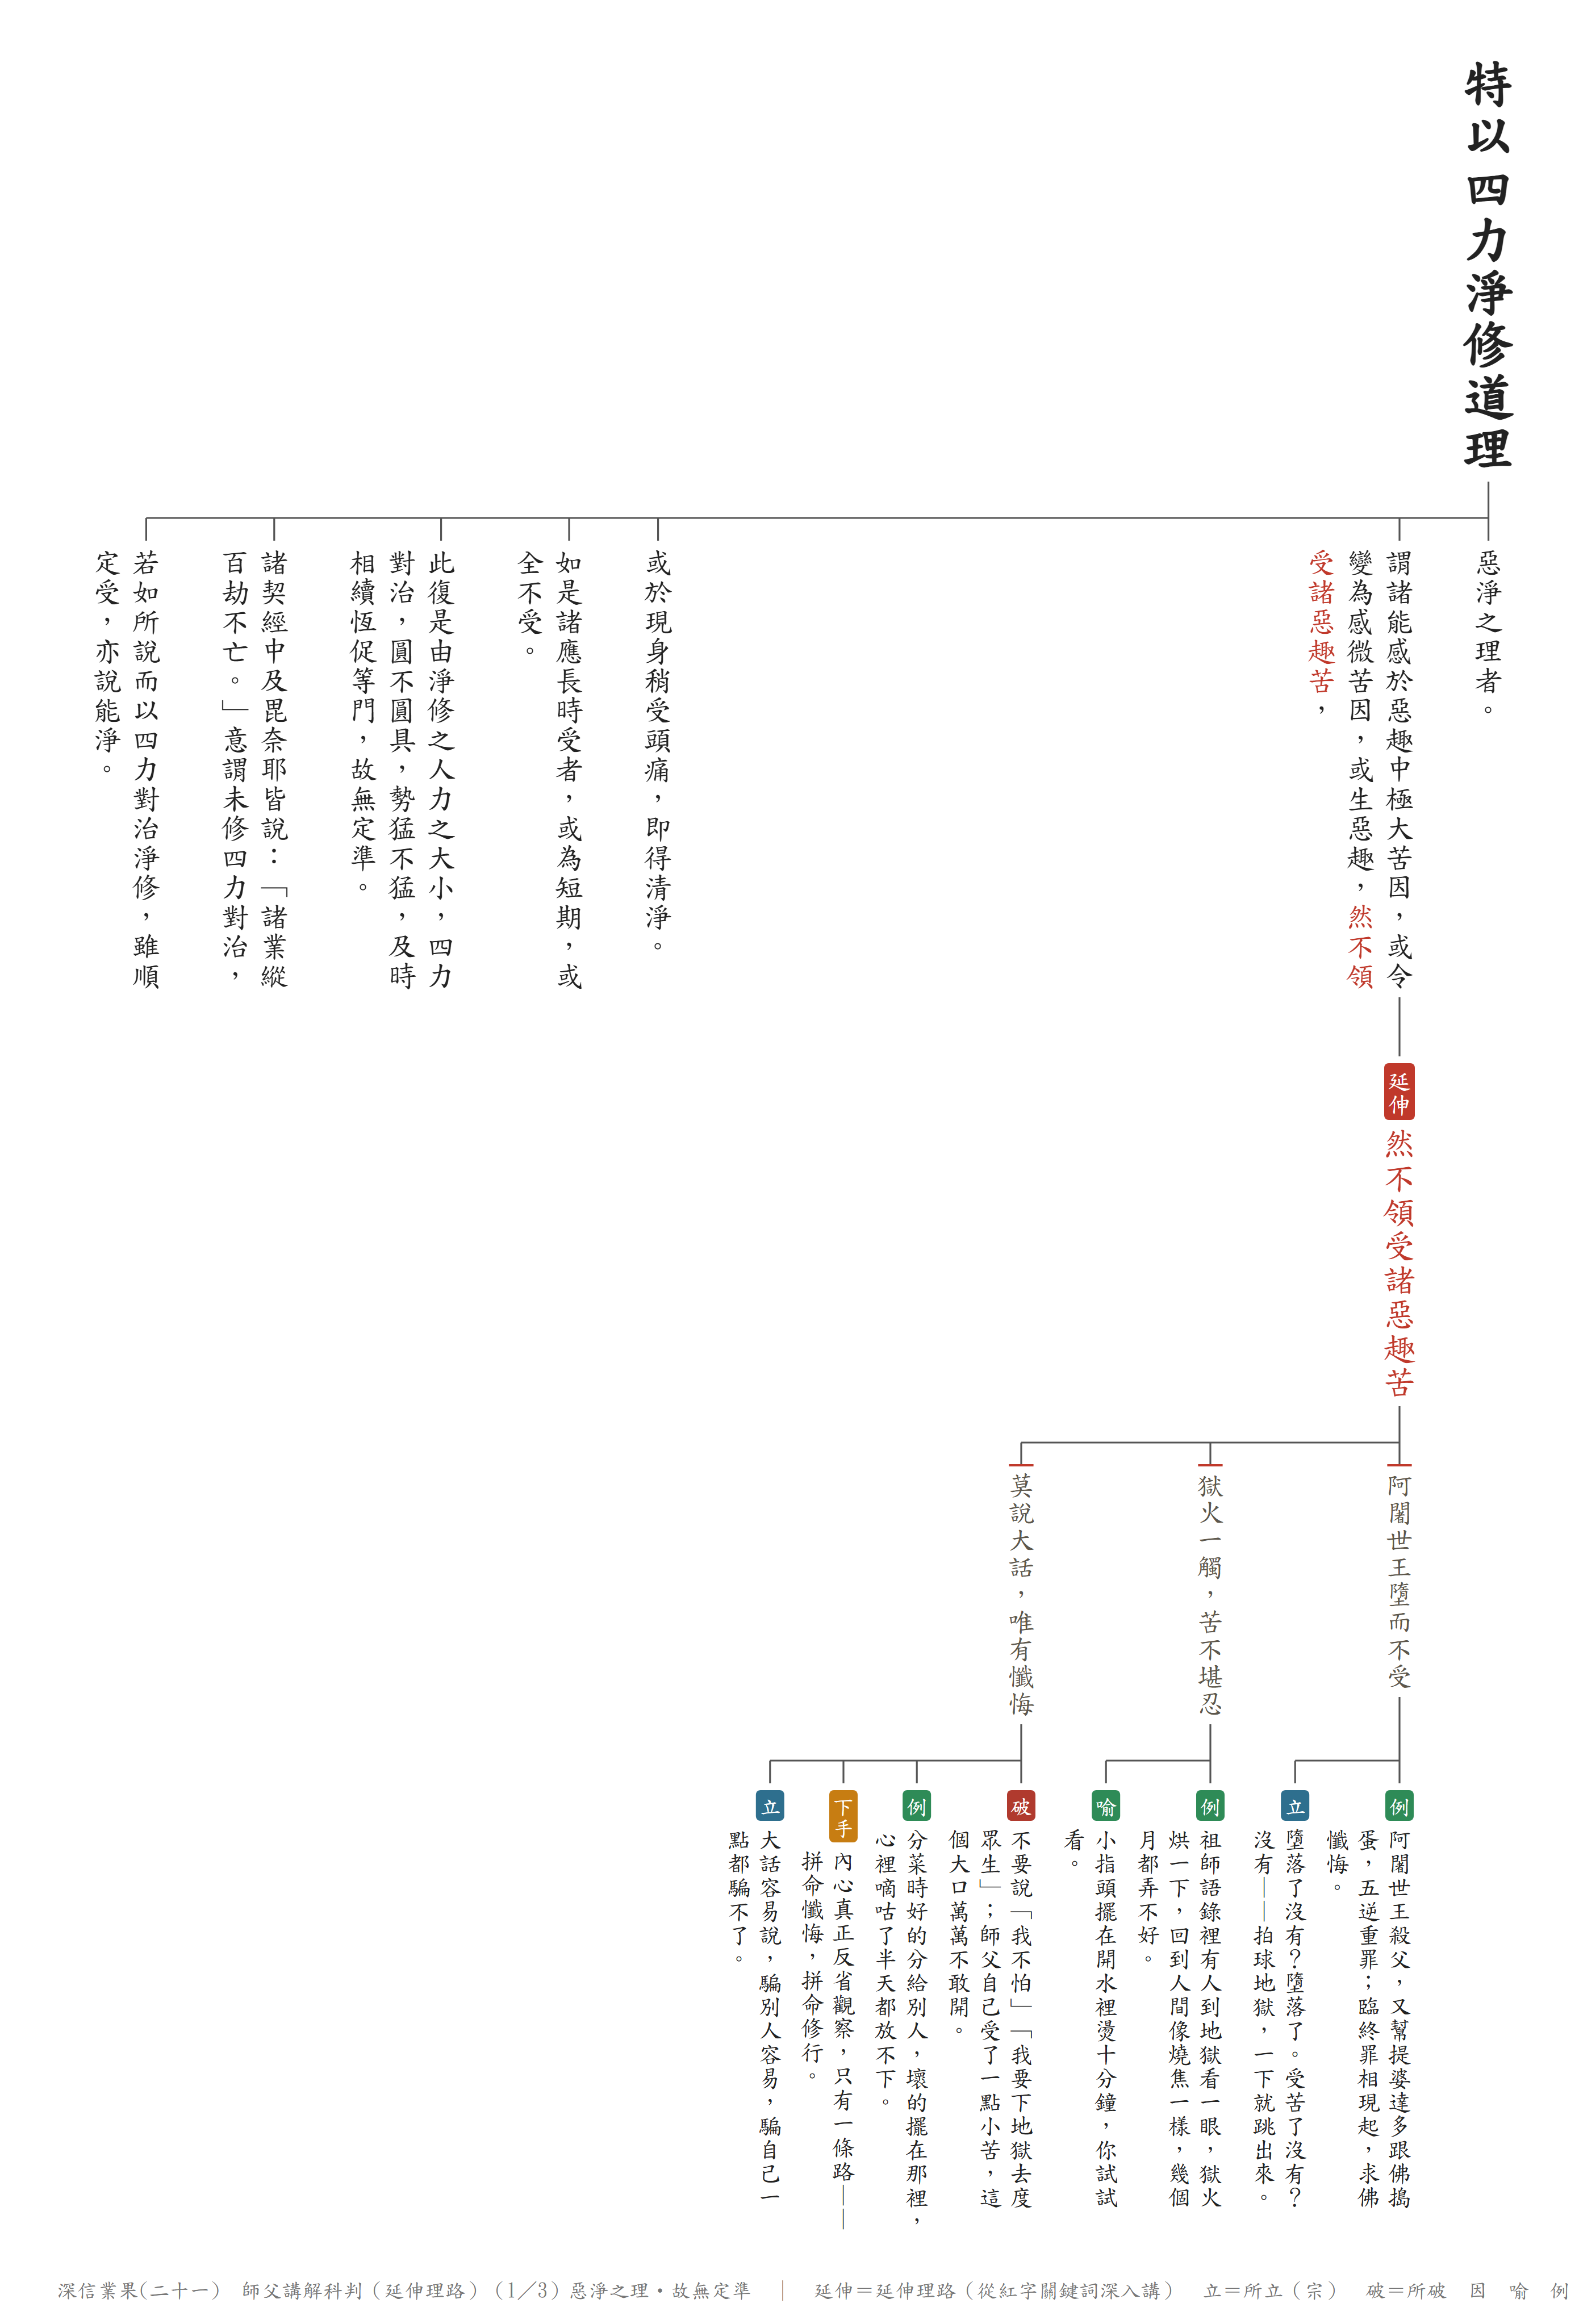 特以四力淨修道理
惡淨之理者。
謂諸能感於惡趣中極大苦因，或令
變為感微苦因，或生惡趣，然不領
受諸惡趣苦，
或於現身稍受頭痛，即得清淨。
如是諸應長時受者，或為短期，或
全不受。
此復是由淨修之人力之大小，四力
對治，圓不圓具，勢猛不猛，及時
相續恆促等門，故無定準。
諸契經中及毘奈耶皆說：「諸業縱
百劫不亡。」意謂未修四力對治，
若如所說而以四力對治淨修，雖順
定受，亦說能淨。
延伸
然不領受諸惡趣苦
阿闍世王墮而不受
例
阿闍世王殺父，又幫提婆達多跟佛搗
蛋，五逆重罪；臨終罪相現起，求佛
懺悔。
立
墮落了沒有？墮落了。受苦了沒有？
沒有——拍球地獄，一下就跳出來。
獄火一觸，苦不堪忍
例
祖師語錄裡有人到地獄看一眼，獄火
烘一下，回到人間像燒焦一樣，幾個
月都弄不好。
喻
小指頭擺在開水裡燙十分鐘，你試試
看。
莫說大話，唯有懺悔
破
不要說「我不怕」「我要下地獄去度
眾生」；師父自己受了一點小苦，這
個大口萬萬不敢開。
例
分菜時好的分給別人，壞的擺在那裡，
心裡嘀咕了半天都放不下。
下手
內心真正反省觀察，只有一條路——
拼命懺悔，拼命修行。
立
大話容易說，騙別人容易，騙自己一
點都騙不了。
深信業果（二十一）　師父講解科判（延伸理路）（1／3）惡淨之理・故無定準　｜　延伸＝延伸理路（從紅字關鍵詞深入講）　立＝所立（宗）　破＝所破　因　喻　例